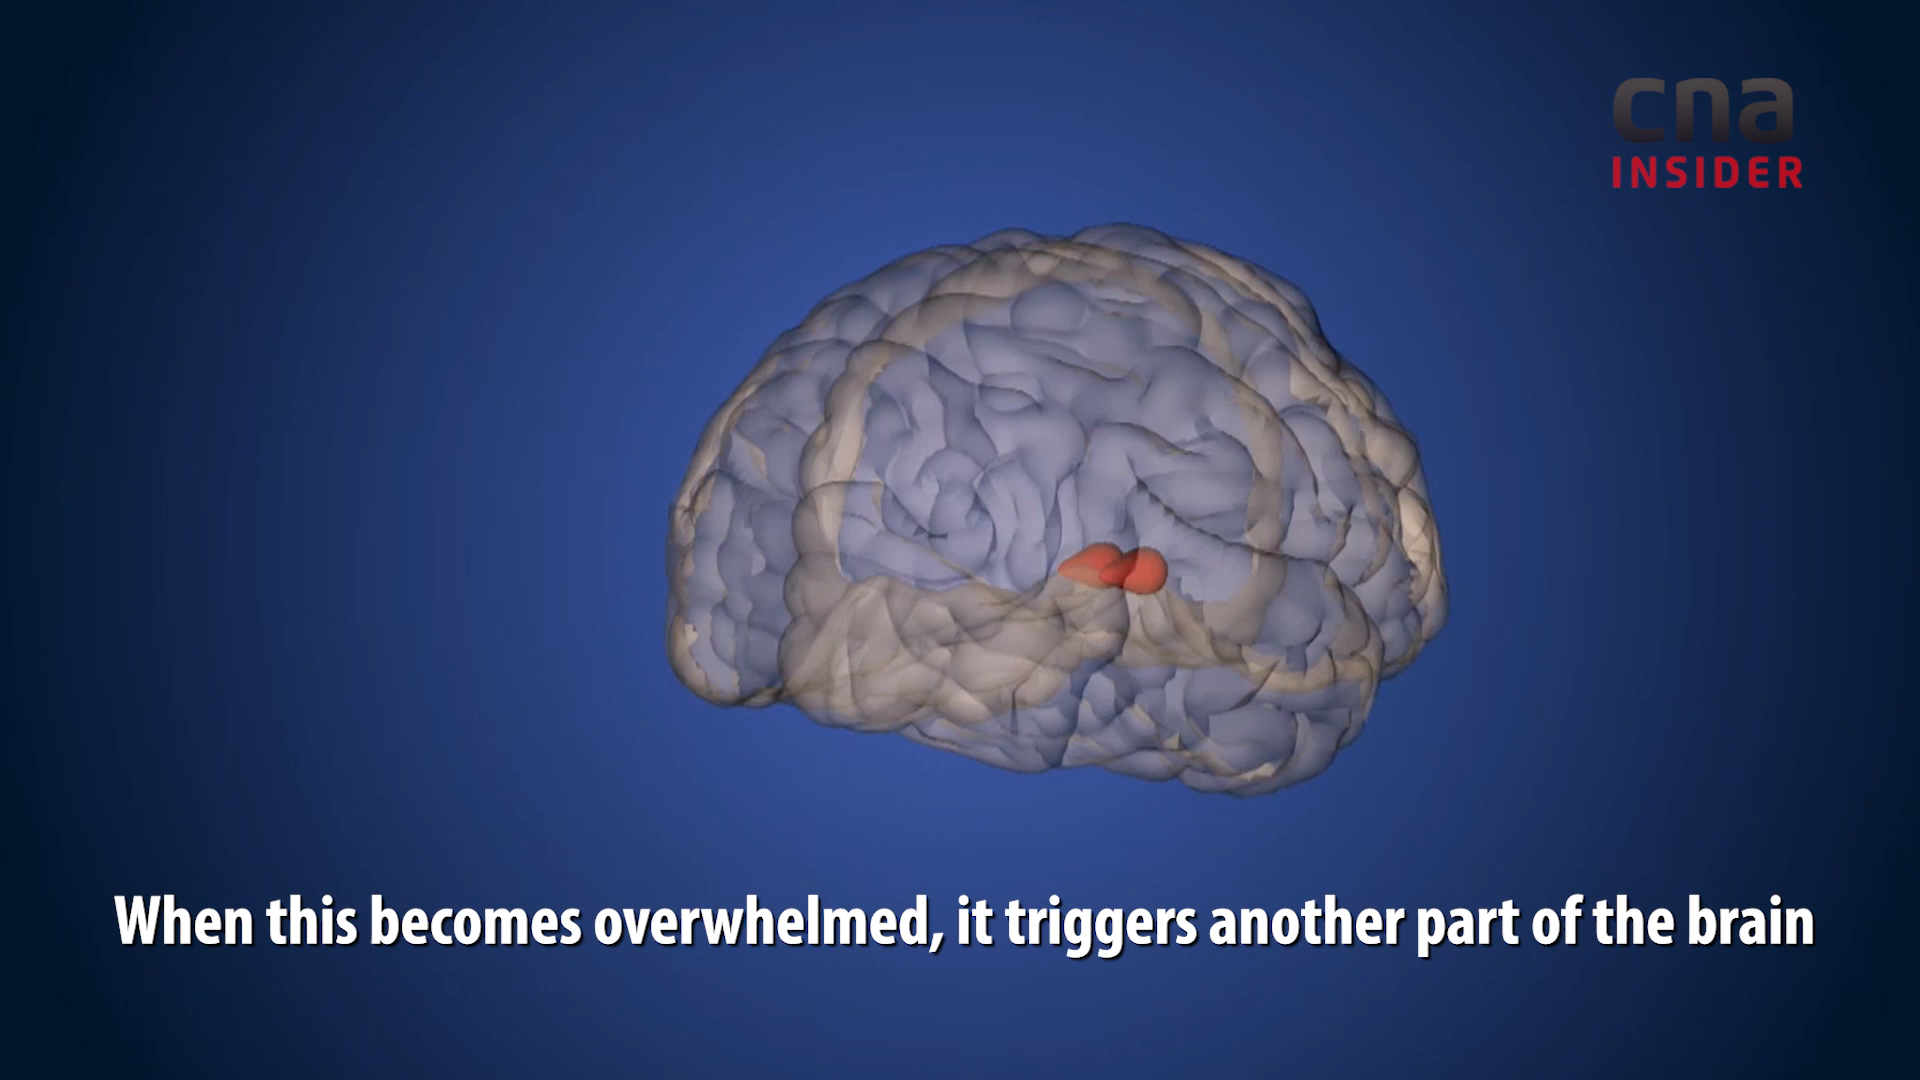 cna
INSIDER
When this becomes overwhelmed, it triggers another part of the brain